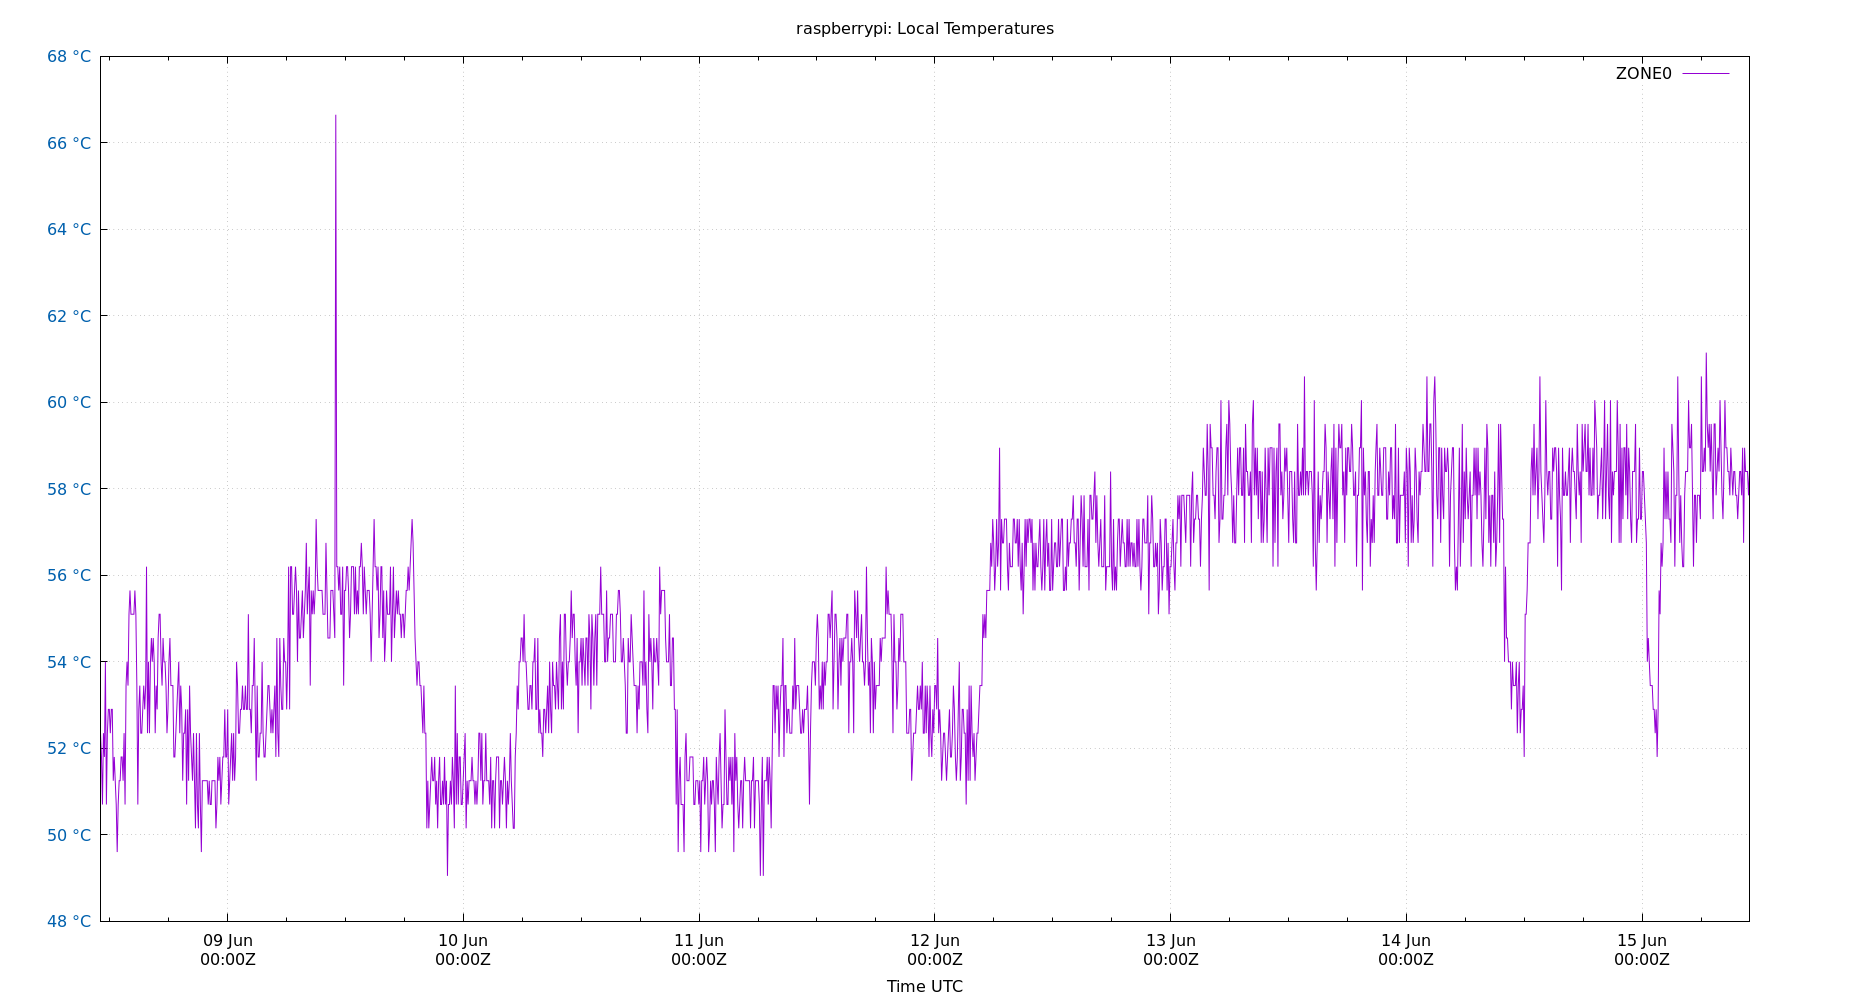 raspberrypi: Local Temperatures
68 °C
ZONE0
66 °C
64 °C
62 °C
60 °C
58 °C
56 °C
54 °C
52 °C
50 °C
48 °C
09 Jun 10 Jun 11 Jun 12 Jun 13 Jun 14 Jun 15 Jun
00:00Z 00:00Z 00:00Z 00:00Z 00:00Z 00:00Z 00:00Z
Time UTC